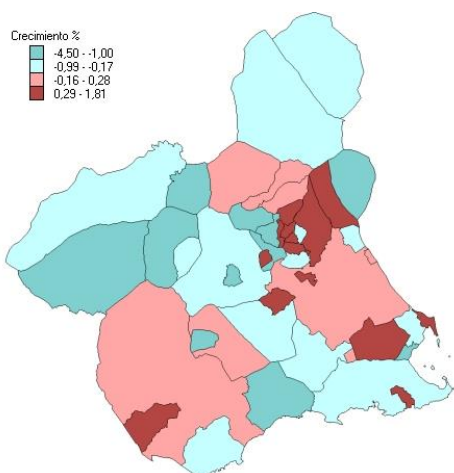 Crecimiento %
-4,50 - -1,00
-0,99 - -0,17
-0,16 - 0,28
0,29 - 1,81